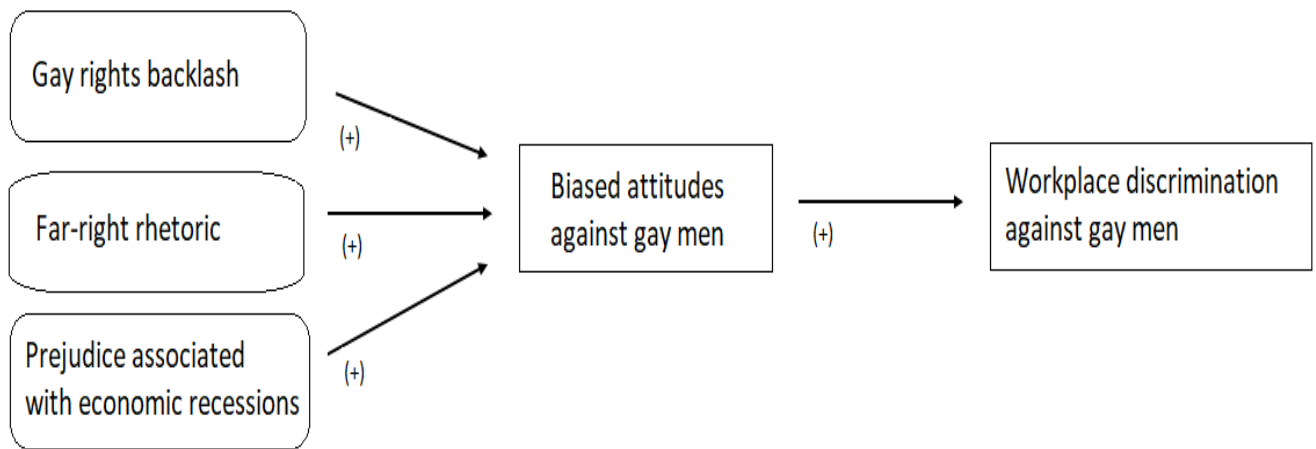 Gay rights backlash
(+)
Far-right rhetoric
(+)
Prejudice associated
with economic recessions
(+)
Biased attitudes
against gay men
(+)
Workplace discrimination
against gay men